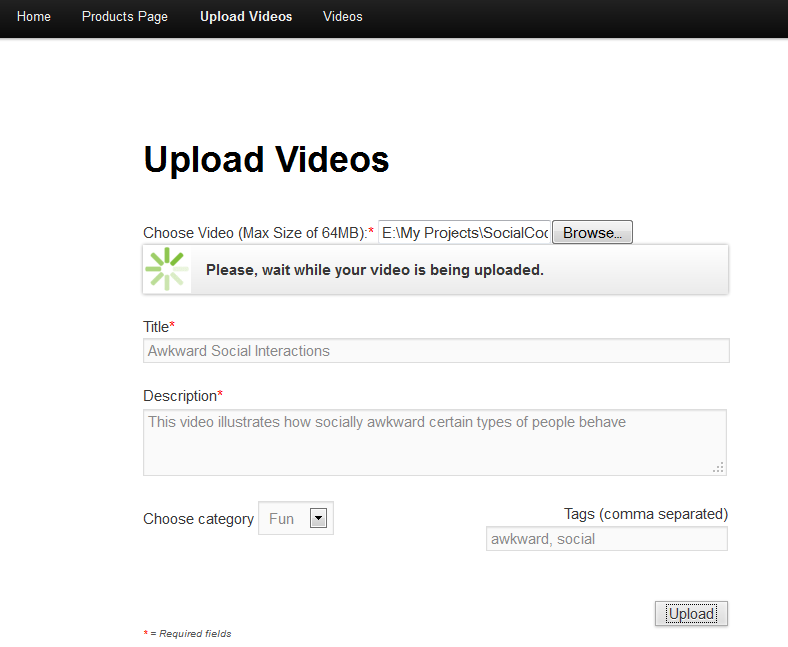 Home Products Page Upload Videos Videos
Upload Videos
Choose Video (Max Size of 64MB):* E:\My Projects\SocialCoc Browse...
Please, wait while your video is being uploaded.
Title*
Awkward Social Interactions
Description*
This video illustrates how socially awkward certain types of people behave
Tags (comma separated)
Choose category Fun
awkward, social
Upload
* = Required fields